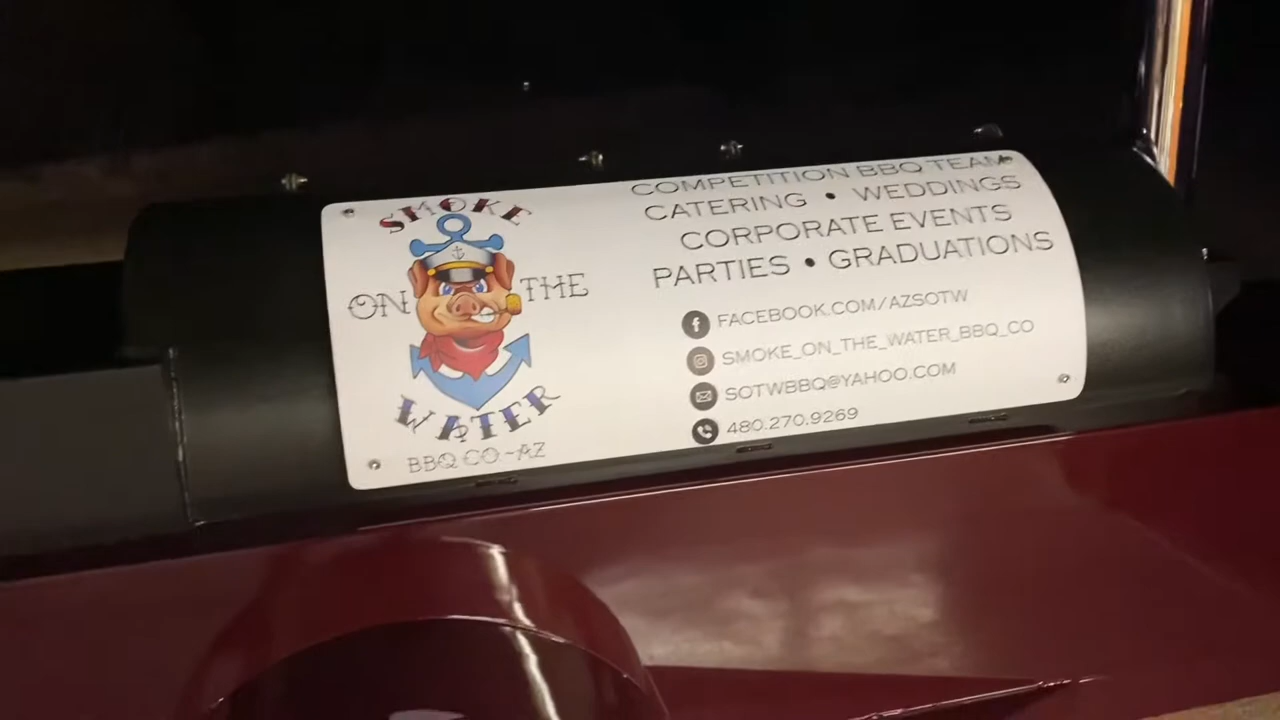 SMOKE
ON THE
WATER
BBQ CO.-AZ
COMPETITION BBQ TEAM
CATERING • WEDDINGS
CORPORATE EVENTS
PARTIES • GRADUATIONS
FACEBOOK.COM/AZSOTW
SMOKE_ON_THE_WATER_BBQ_CO
SOTWBBQ@YAHOO.COM
480.270.9269